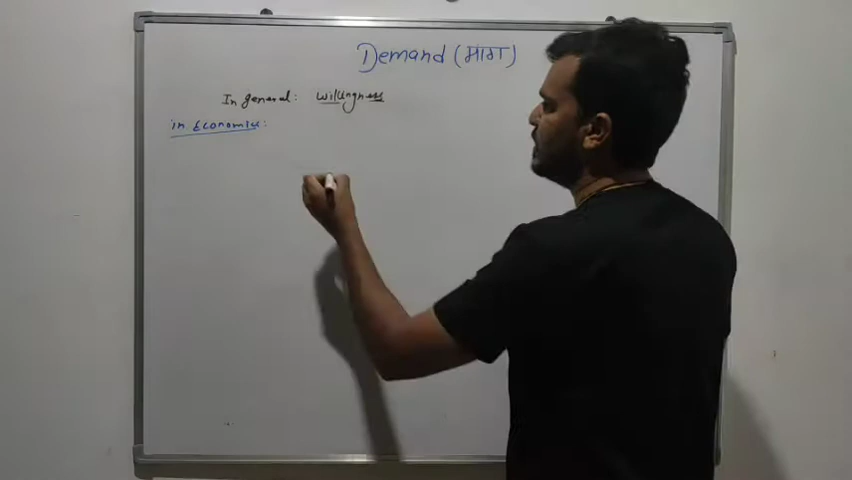 Demand (माग)
In general: willingness
in Economics: